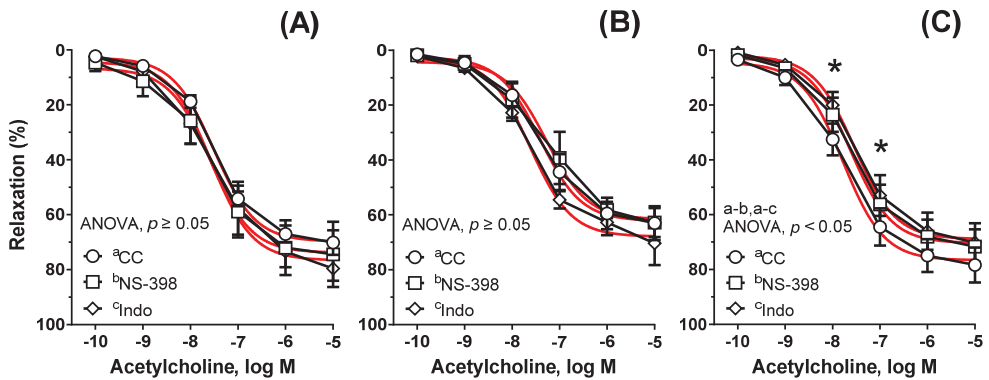 (A)
Relaxation (%)
0
20
40
60
80
100
ANOVA, p ≥ 0.05
ᵃCC
ᵇNS-398
ᶜIndo
-10 -9 -8 -7 -6 -5
Acetylcholine, log M
(B)
0
20
40
60
80
100
ANOVA, p ≥ 0.05
ᵃCC
ᵇNS-398
ᶜIndo
-10 -9 -8 -7 -6 -5
Acetylcholine, log M
(C)
0
20
40
60
80
100
*
*
a-b,a-c
ANOVA, p < 0.05
ᵃCC
ᵇNS-398
ᶜIndo
-10 -9 -8 -7 -6 -5
Acetylcholine, log M